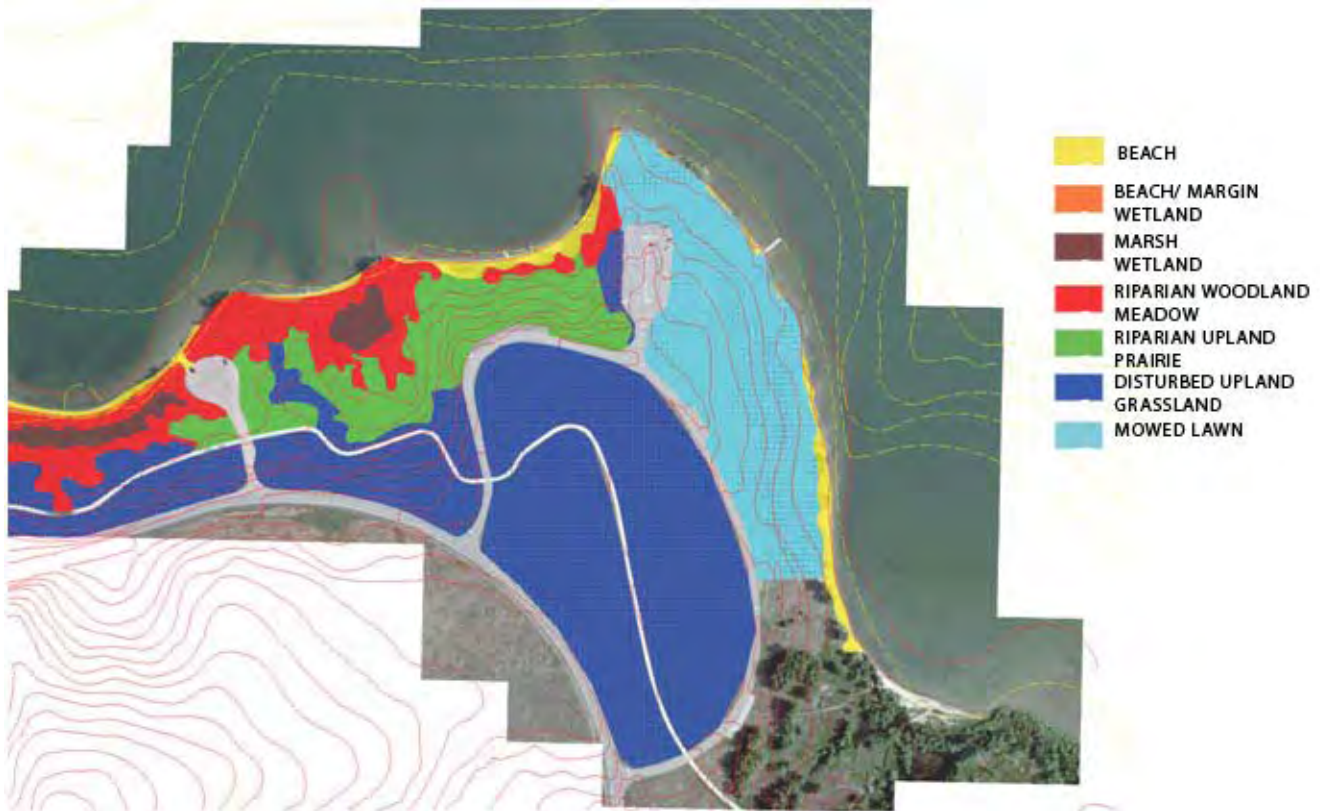 BEACH
BEACH/ MARGIN
WETLAND
MARSH
WETLAND
RIPARIAN WOODLAND
MEADOW
RIPARIAN UPLAND
PRAIRIE
DISTURBED UPLAND
GRASSLAND
MOWED LAWN